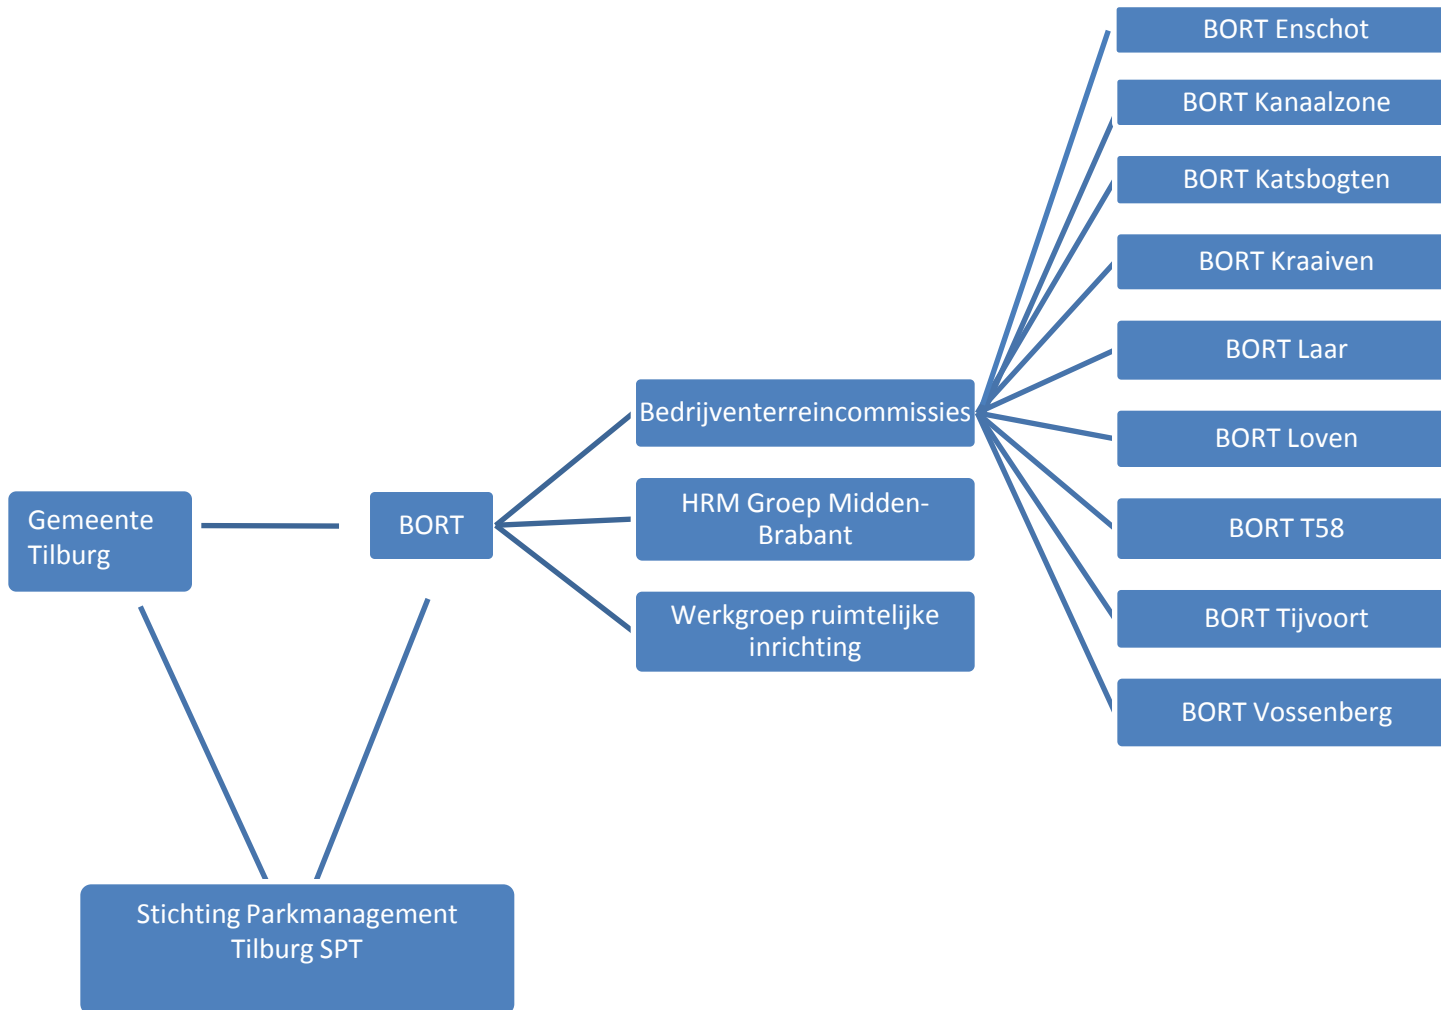 Gemeente
Tilburg
BORT
Stichting Parkmanagement
Tilburg SPT
Bedrijventerreincommissies
HRM Groep Midden-
Brabant
Werkgroep ruimtelijke
inrichting
BORT Enschot
BORT Kanaalzone
BORT Katsbogten
BORT Kraaiven
BORT Laar
BORT Loven
BORT T58
BORT Tijvoort
BORT Vossenberg